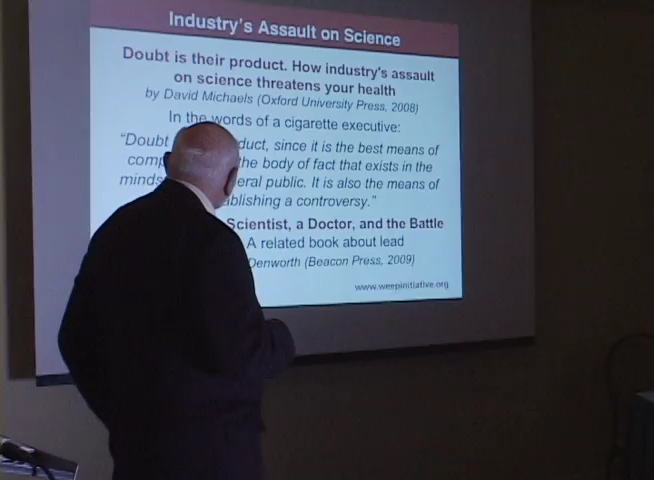 Industry's Assault on Science
Doubt is their product. How industry's assault
on science threatens your health
by David Michaels (Oxford University Press, 2008)
In the words of a cigarette executive:
"Doubt duct, since it is the best means of
comp the body of fact that exists in the
minds eral public. It is also the means of
ablishing a controversy."
Scientist, a Doctor, and the Battle
A related book about lead
Denworth (Beacon Press, 2009)
www.weepinitiative.org